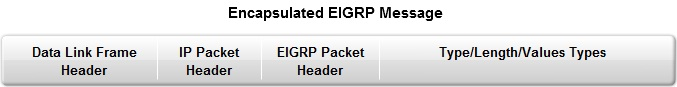 Encapsulated EIGRP Message
Data Link Frame Header
IP Packet Header
EIGRP Packet Header
Type/Length/Values Types